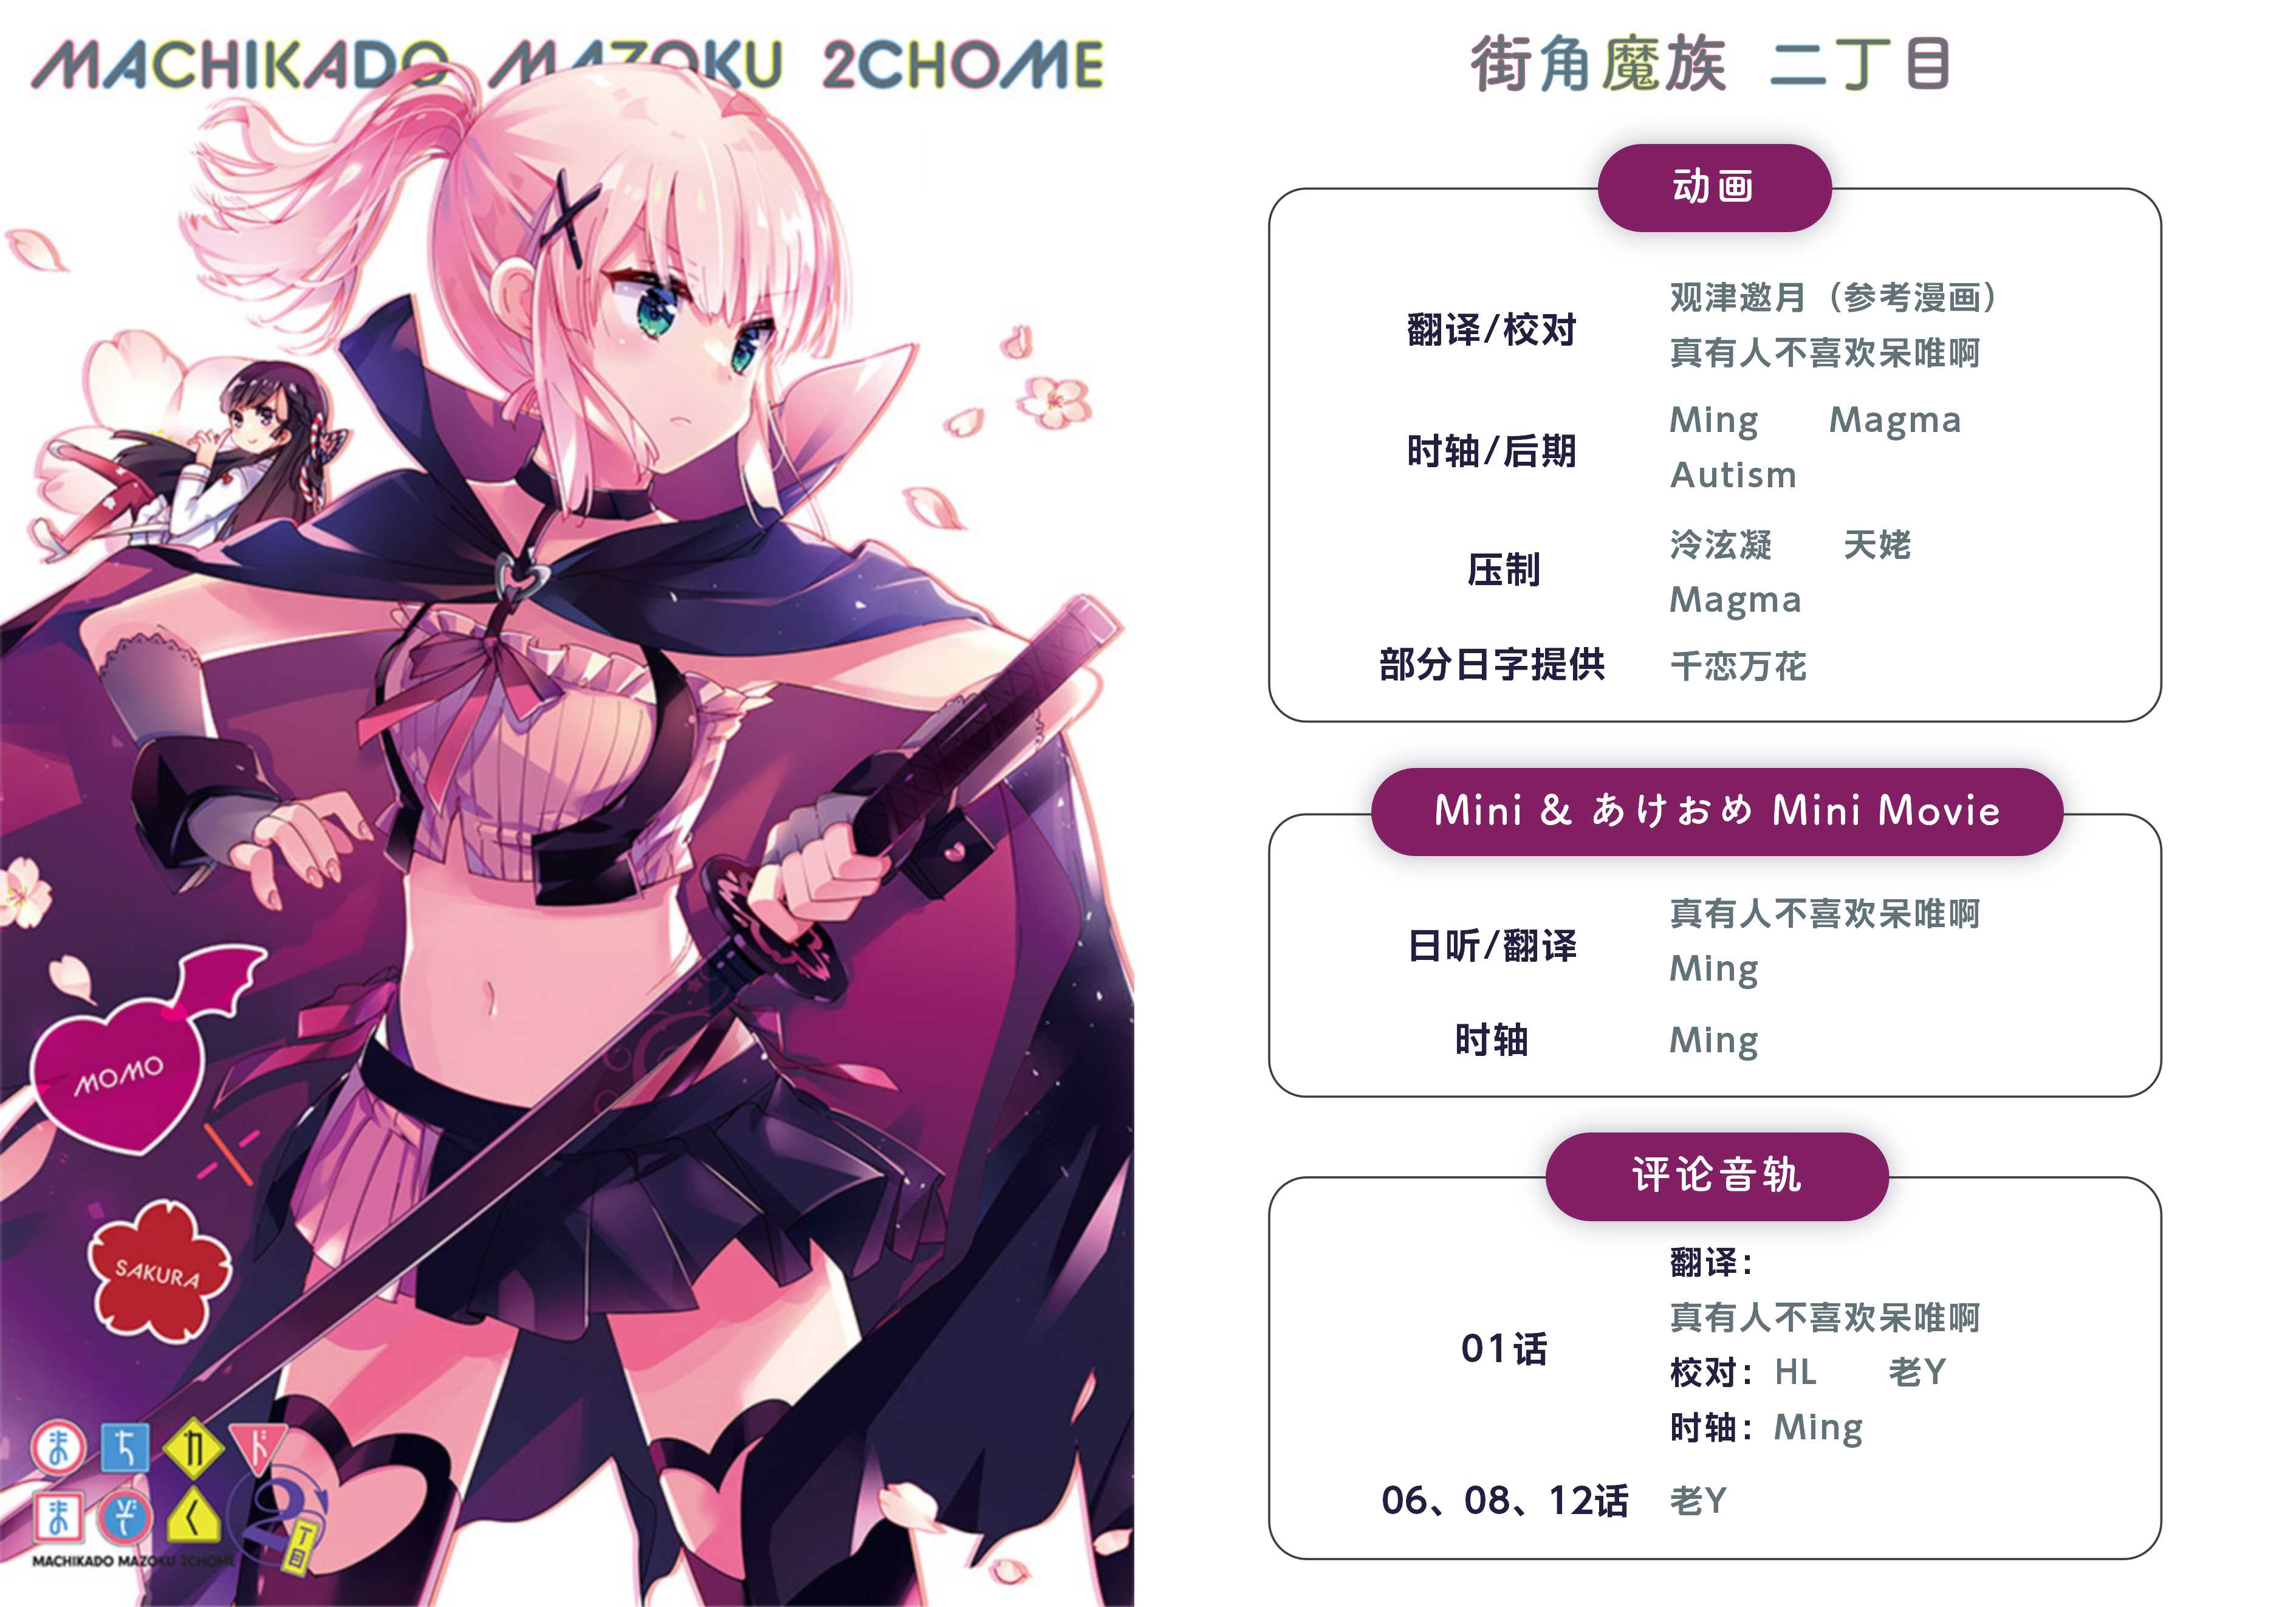 MACHIKADO MAZOKU 2CHOME
MOMO
SAKURA
まちカド
まぞく2丁目
MACHIKADO MAZOKU 2CHOME
街角魔族 二丁目
动画
翻译/校对
观津邀月（参考漫画）
真有人不喜欢呆唯啊
时轴/后期
Ming Magma
Autism
压制
泠泫凝 天姥
Magma
部分日字提供 千恋万花
Mini & あけおめ Mini Movie
日听/翻译
真有人不喜欢呆唯啊
Ming
时轴 Ming
评论音轨
01话
翻译：
真有人不喜欢呆唯啊
校对：HL 老Y
时轴：Ming
06、08、12话 老Y